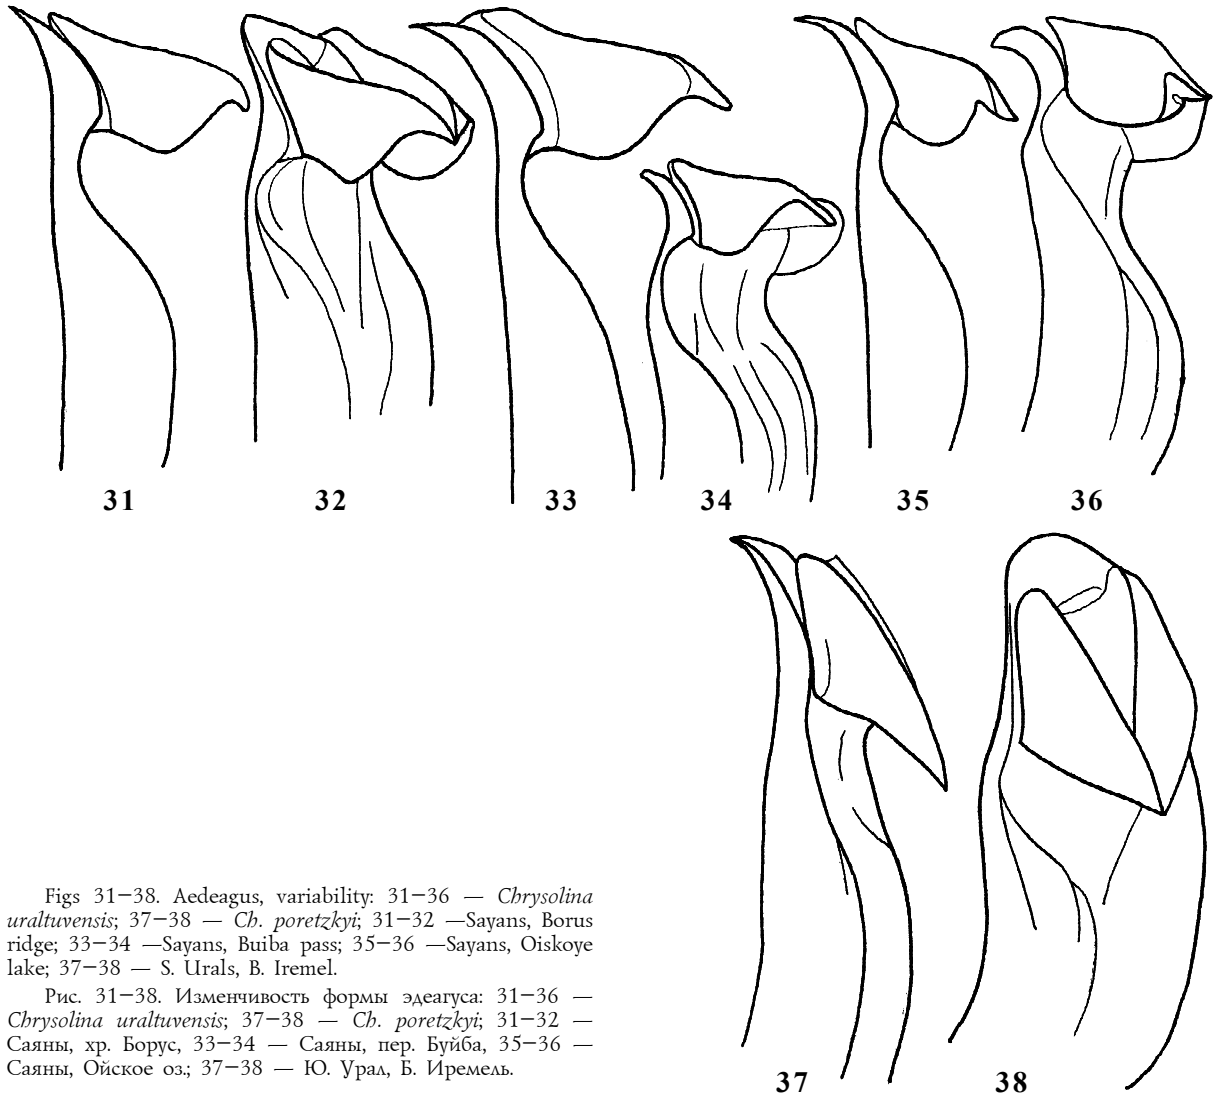 31 32 33 34 35 36
37 38
Figs 31–38. Aedeagus, variability: 31–36 — Chrysolina
uraltuvensis; 37–38 — Ch. poretzkyi; 31–32 —Sayans, Borus
ridge; 33–34 —Sayans, Buiba pass; 35–36 —Sayans, Oiskoye
lake; 37–38 — S. Urals, B. Iremel.
Рис. 31–38. Изменчивость формы эдеагуса: 31–36 —
Chrysolina uraltuvensis; 37–38 — Ch. poretzkyi; 31–32 —
Саяны, хр. Борус, 33–34 — Саяны, пер. Буйба, 35–36 —
Саяны, Ойское оз.; 37–38 — Ю. Урал, Б. Иремель.